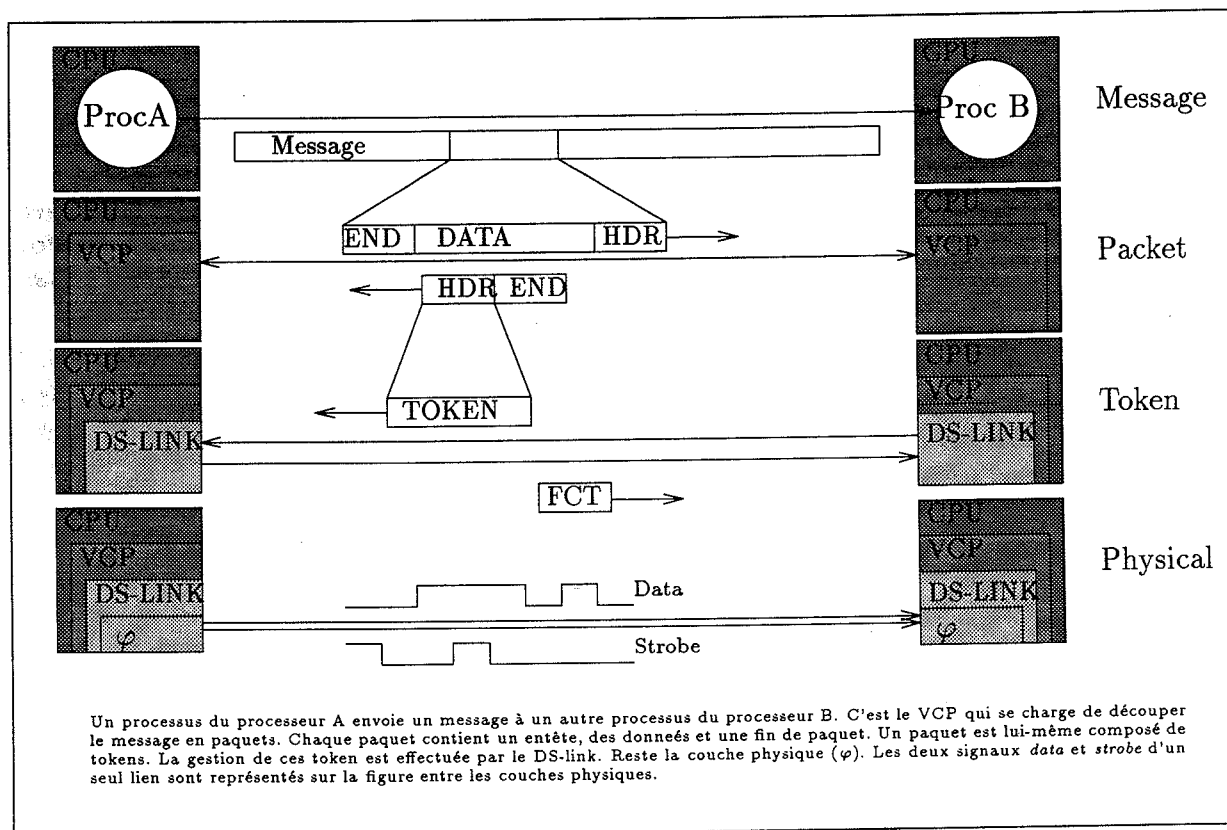 CPU
CPU
ProcA
Proc B
Message
Message
CPU
CPU
END DATA HDR
VCP
VCP
Packet
HDR END
CPU
CPU
VCP
VCP
TOKEN
Token
DS-LINK
DS-LINK
FCT
CPU
CPU
VCP
VCP
Physical
DS-LINK
Data
DS-LINK
φ
φ
Strobe
Un processus du processeur A envoie un message à un autre processus du processeur B. C'est le VCP qui se charge de découper
le message en paquets. Chaque paquet contient un entête, des donneés et une fin de paquet. Un paquet est lui-même composé de
tokens. La gestion de ces token est effectuée par le DS-link. Reste la couche physique (φ). Les deux signaux data et strobe d'un
seul lien sont représentés sur la figure entre les couches physiques.